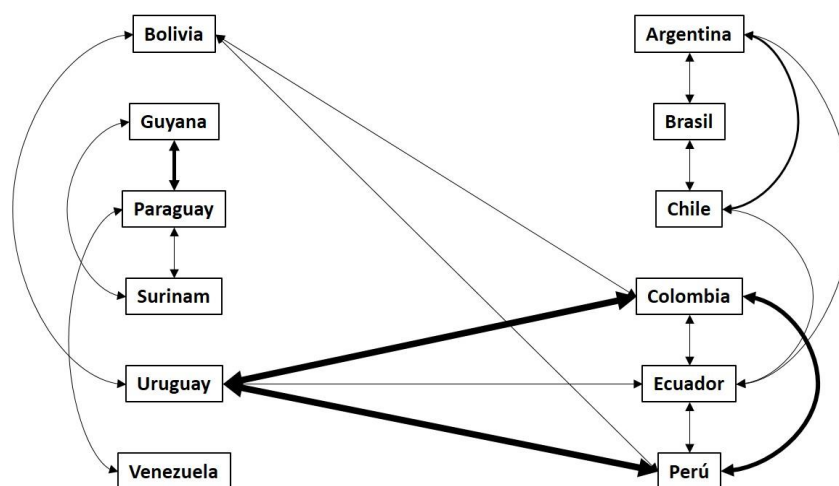 Bolivia
Guyana
Paraguay
Surinam
Uruguay
Venezuela
Argentina
Brasil
Chile
Colombia
Ecuador
Perú